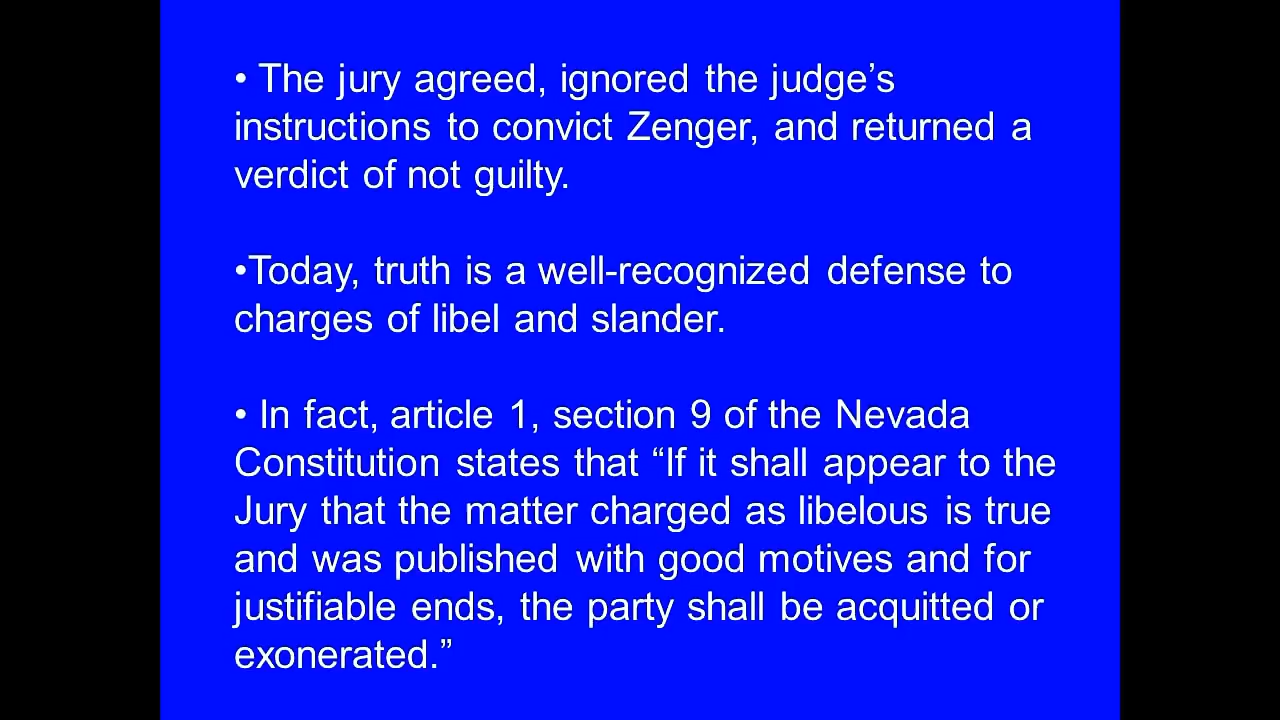 • The jury agreed, ignored the judge’s
instructions to convict Zenger, and returned a
verdict of not guilty.
•Today, truth is a well-recognized defense to
charges of libel and slander.
• In fact, article 1, section 9 of the Nevada
Constitution states that “If it shall appear to the
Jury that the matter charged as libelous is true
and was published with good motives and for
justifiable ends, the party shall be acquitted or
exonerated.”